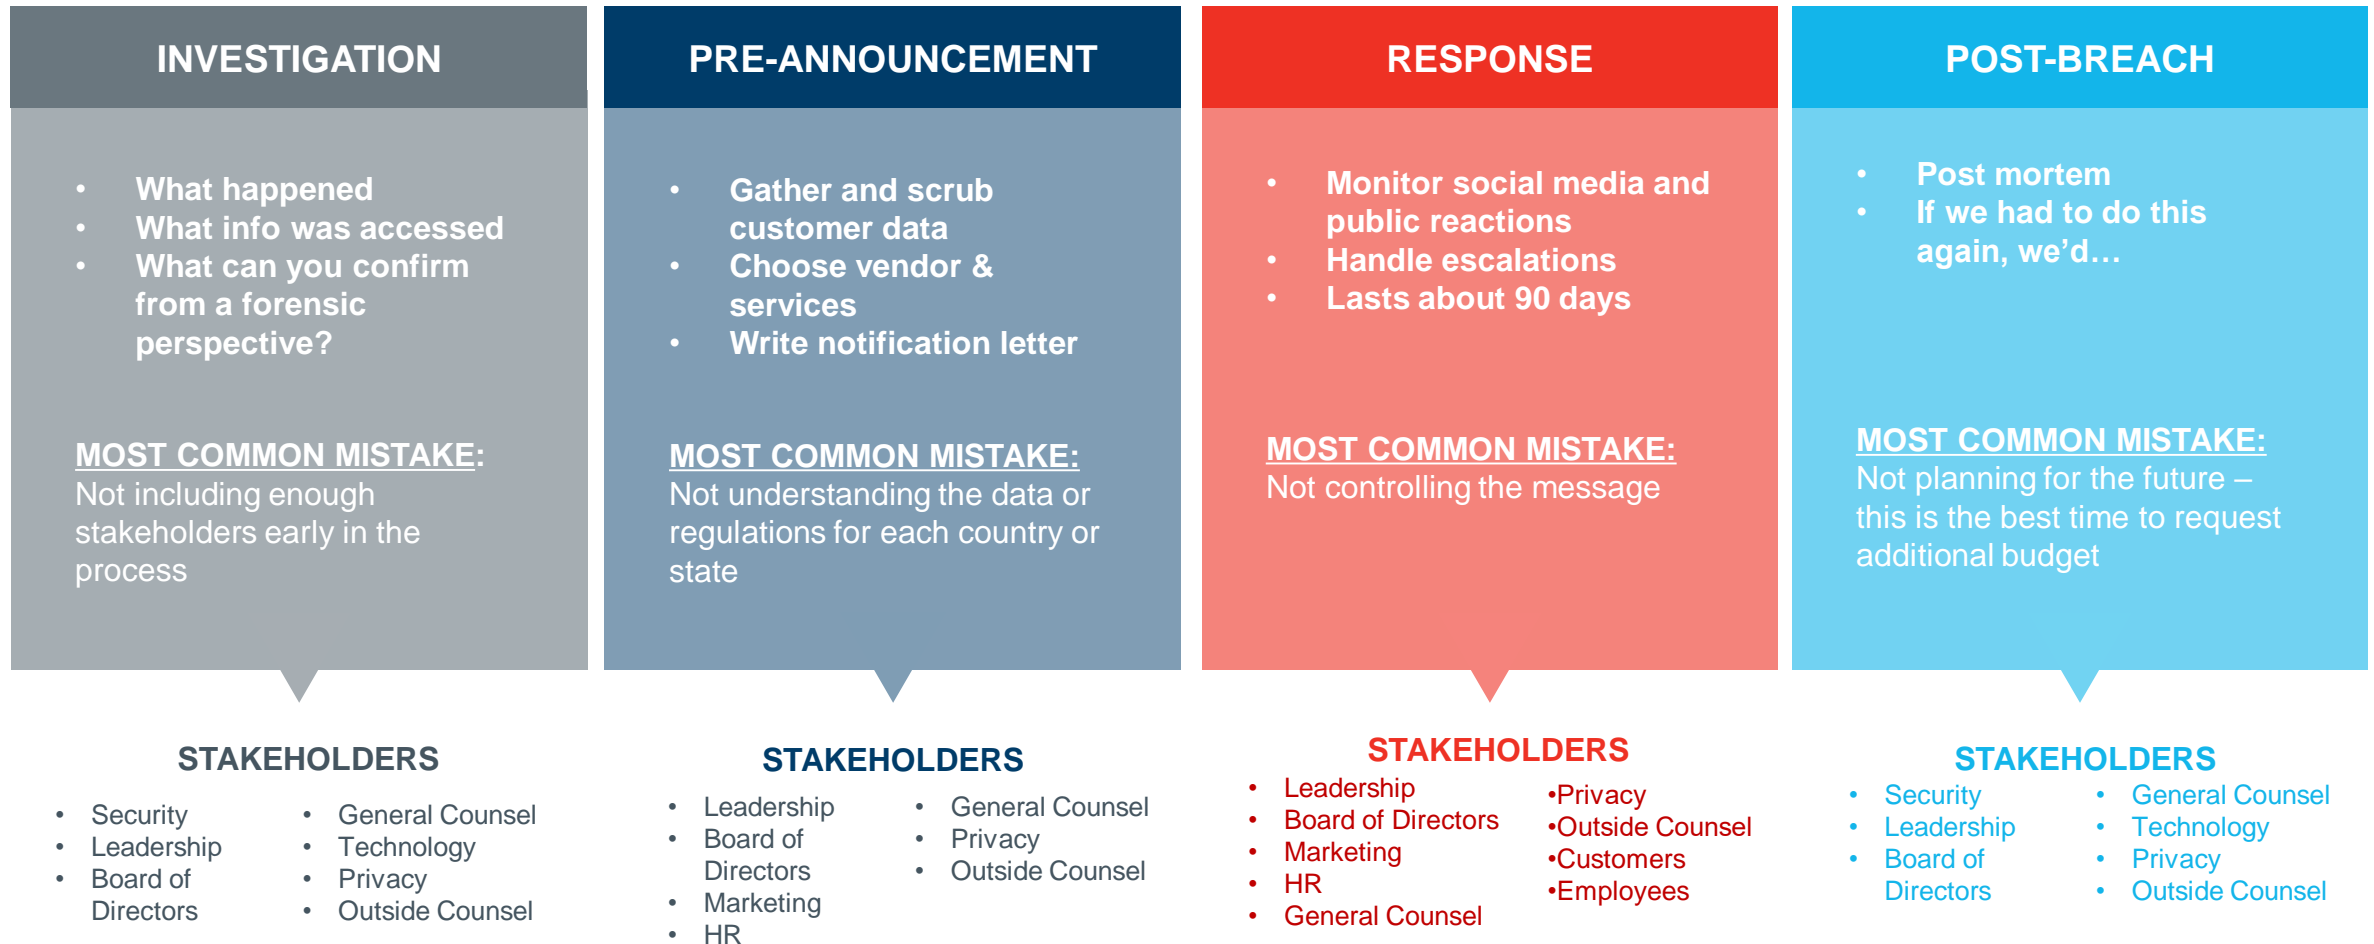 INVESTIGATION
• What happened
• What info was accessed
• What can you confirm
from a forensic
perspective?
MOST COMMON MISTAKE:
Not including enough
stakeholders early in the
process
STAKEHOLDERS
• Security
• Leadership
• Board of
Directors
• General Counsel
• Technology
• Privacy
• Outside Counsel
PRE-ANNOUNCEMENT
• Gather and scrub
customer data
• Choose vendor &
services
• Write notification letter
MOST COMMON MISTAKE:
Not understanding the data or
regulations for each country or
state
STAKEHOLDERS
• Leadership
• Board of
Directors
• Marketing
• HR
• General Counsel
• Privacy
• Outside Counsel
RESPONSE
• Monitor social media and
public reactions
• Handle escalations
• Lasts about 90 days
MOST COMMON MISTAKE:
Not controlling the message
STAKEHOLDERS
• Leadership
• Board of Directors
• Marketing
• HR
• General Counsel
•Privacy
•Outside Counsel
•Customers
•Employees
POST-BREACH
• Post mortem
• If we had to do this
again, we’d…
MOST COMMON MISTAKE:
Not planning for the future –
this is the best time to request
additional budget
STAKEHOLDERS
• Security
• Leadership
• Board of
Directors
• General Counsel
• Technology
• Privacy
• Outside Counsel